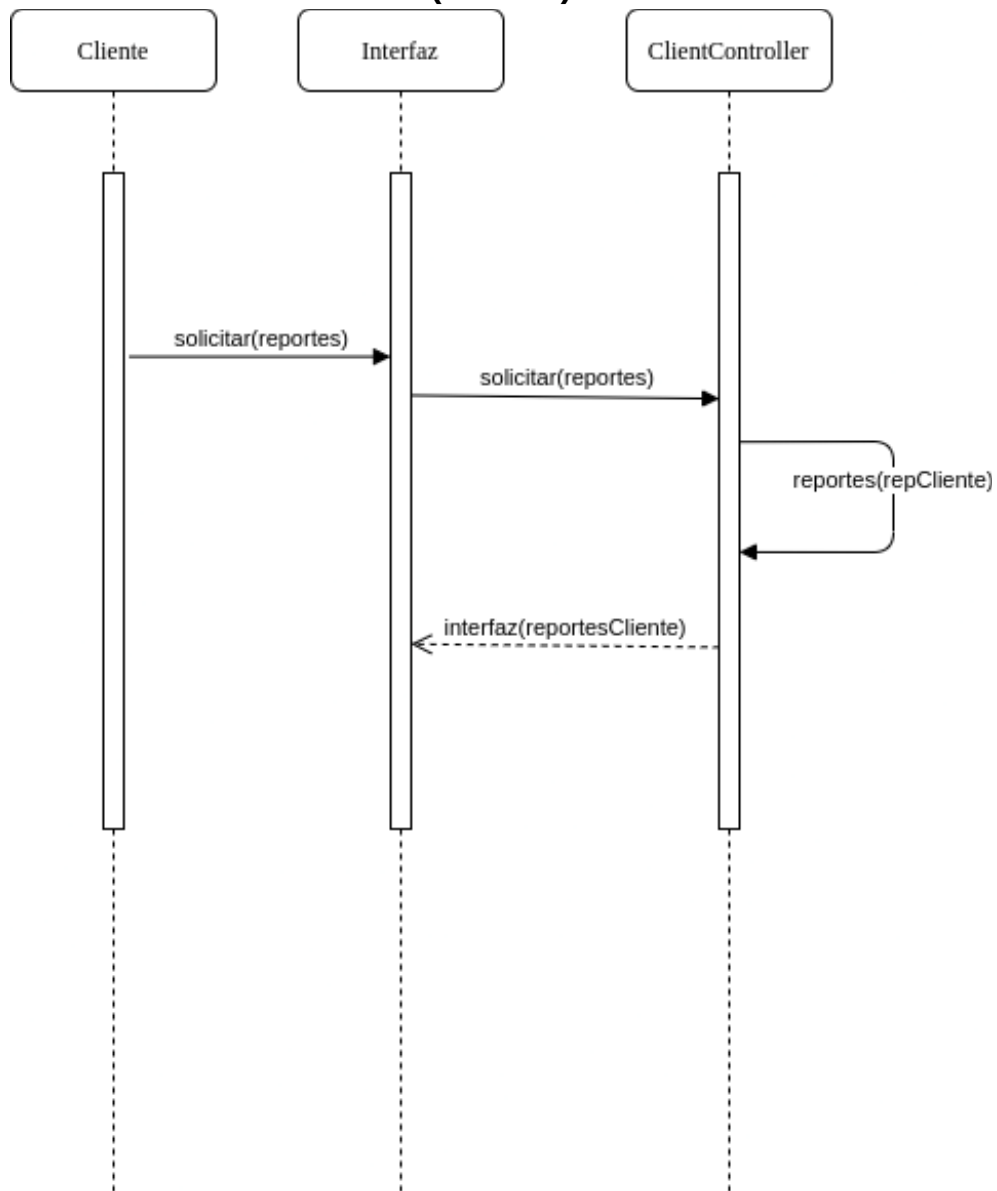 Cliente
Interfaz
ClientController
solicitar(reportes)
solicitar(reportes)
reportes(repCliente)
interfaz(reportesCliente)